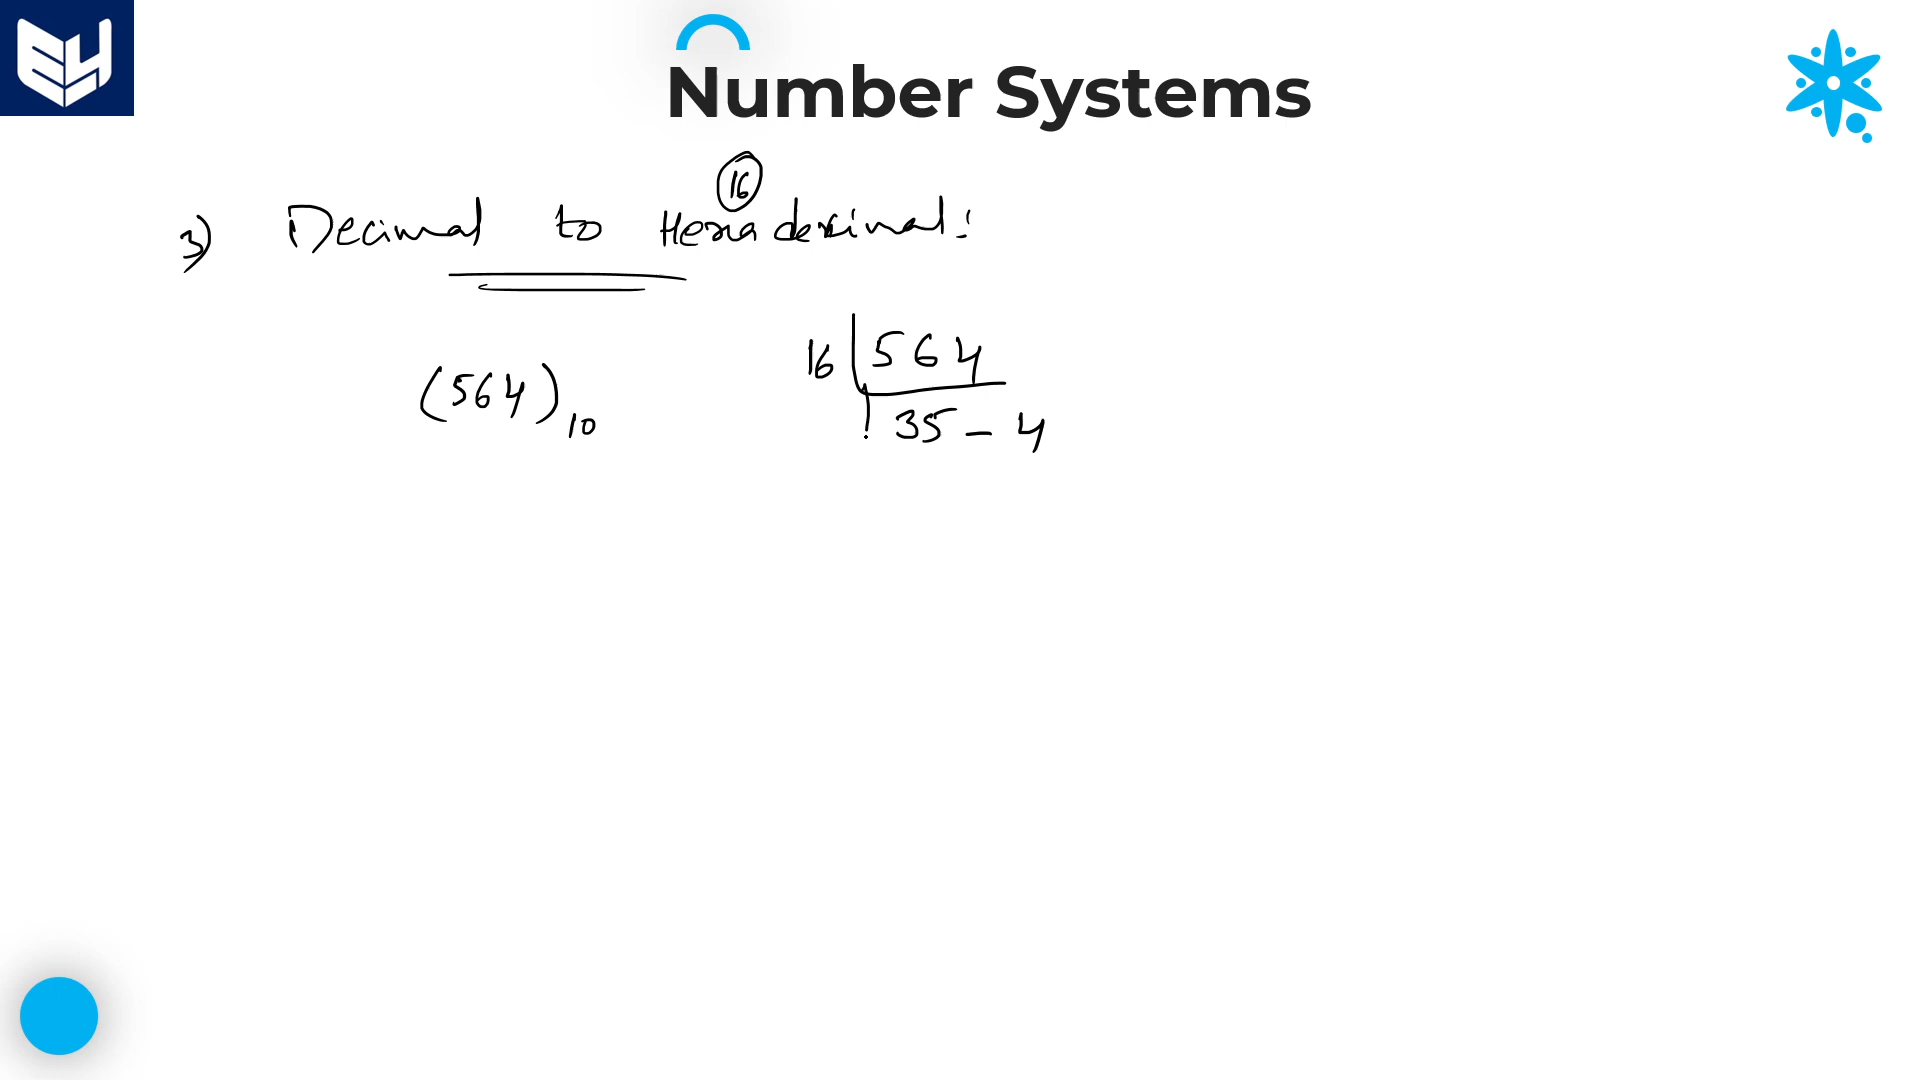 Number Systems
16
3) Decimal to Hexadecimal:
16 564
(564)10
35 - 4